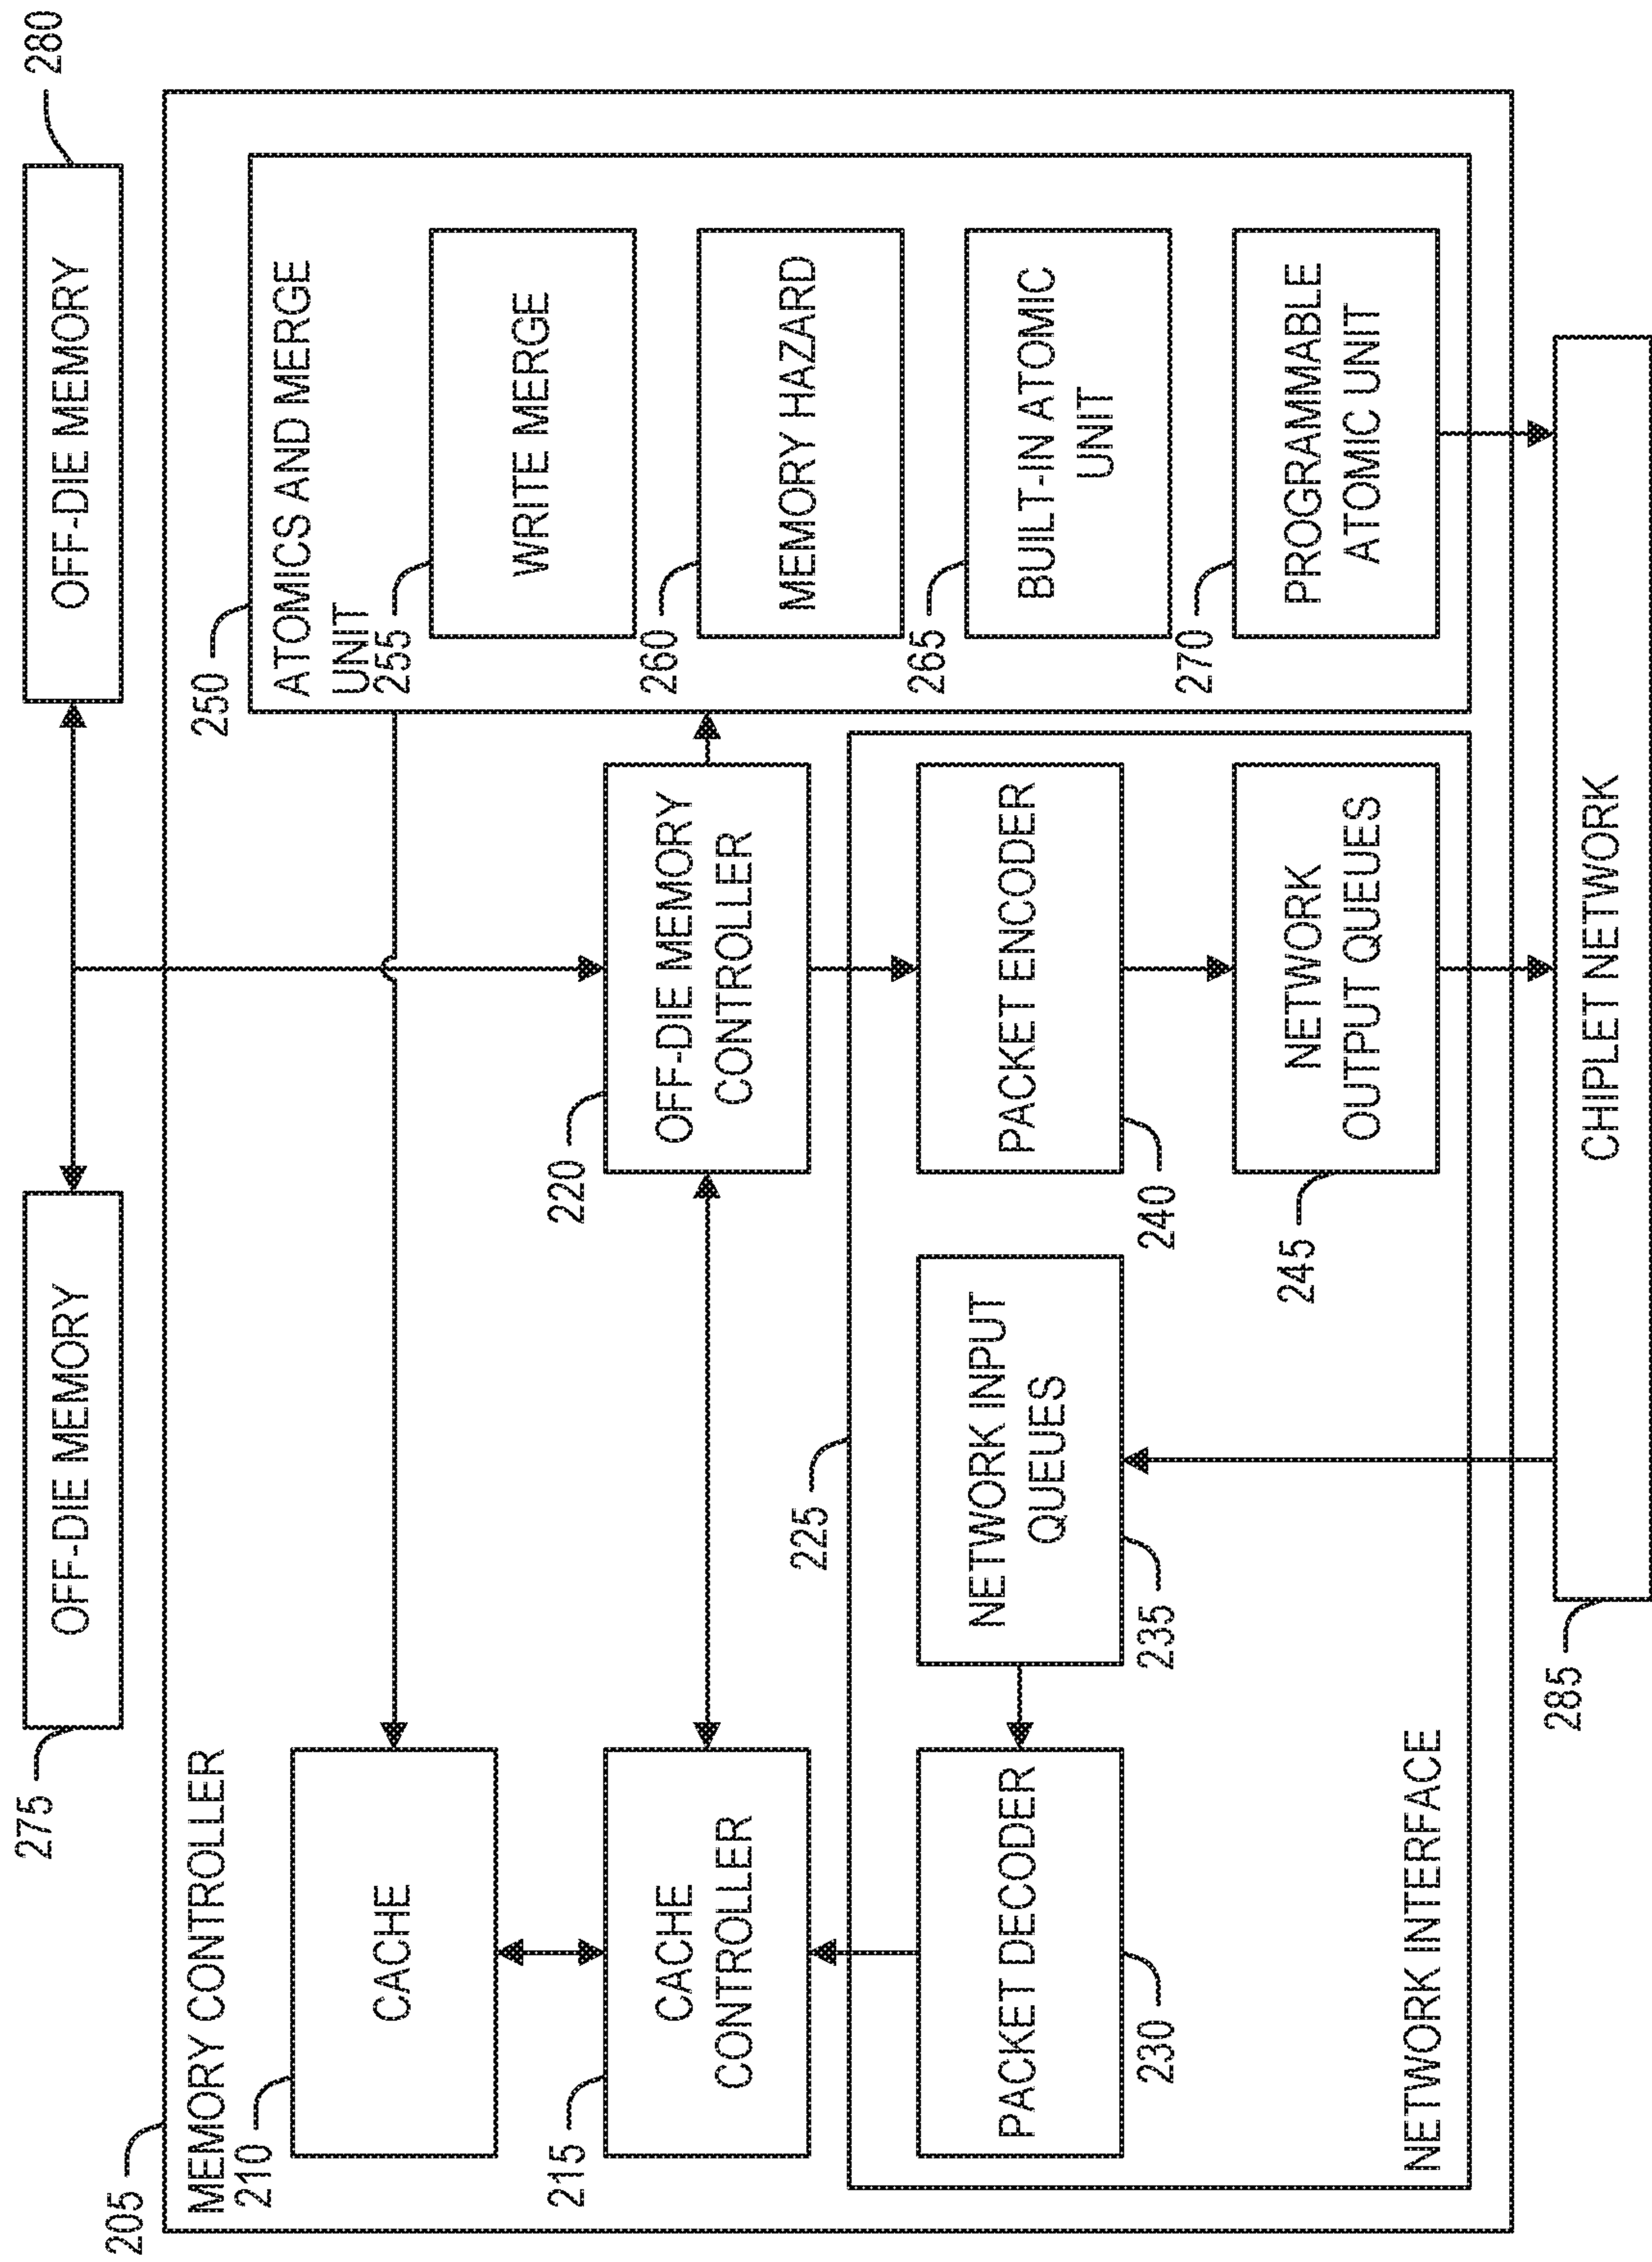 275
OFF-DIE MEMORY
OFF-DIE MEMORY
280
205
MEMORY CONTROLLER
210
CACHE
250
ATOMICS AND MERGE
UNIT
255
WRITE MERGE
215
CACHE
CONTROLLER
220
OFF-DIE MEMORY
CONTROLLER
260
MEMORY HAZARD
225
PACKET DECODER
230
NETWORK INPUT
QUEUES
235
PACKET ENCODER
240
265
BUILT-IN ATOMIC
UNIT
NETWORK INTERFACE
245
NETWORK
OUTPUT QUEUES
270
PROGRAMMABLE
ATOMIC UNIT
285
CHIPLET NETWORK